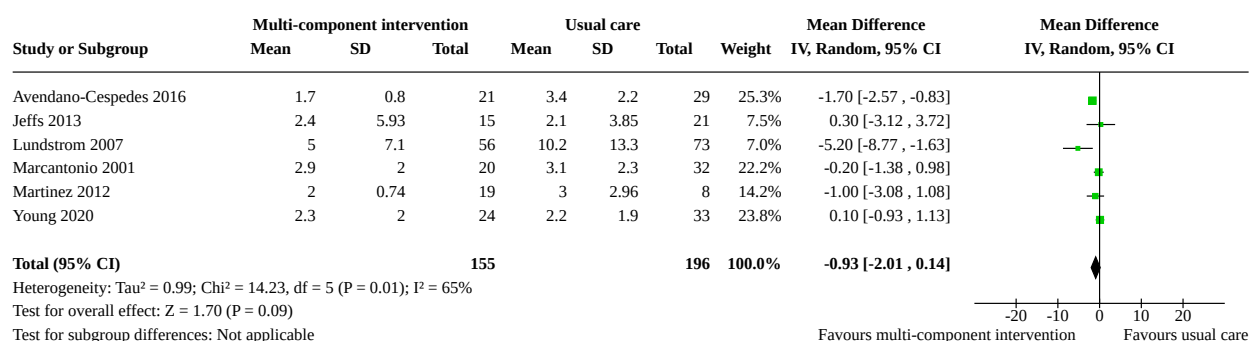 Multi-component intervention Usual care Mean Difference Mean Difference
Study or Subgroup Mean SD Total Mean SD Total Weight IV, Random, 95% CI IV, Random, 95% CI
Avendano-Cespedes 2016 1.7 0.8 21 3.4 2.2 29 25.3% -1.70 [-2.57 , -0.83]
Jeffs 2013 2.4 5.93 15 2.1 3.85 21 7.5% 0.30 [-3.12 , 3.72]
Lundstrom 2007 5 7.1 56 10.2 13.3 73 7.0% -5.20 [-8.77 , -1.63]
Marcantonio 2001 2.9 2 20 3.1 2.3 32 22.2% -0.20 [-1.38 , 0.98]
Martinez 2012 2 0.74 19 3 2.96 8 14.2% -1.00 [-3.08 , 1.08]
Young 2020 2.3 2 24 2.2 1.9 33 23.8% 0.10 [-0.93 , 1.13]
Total (95% CI) 155 196 100.0% -0.93 [-2.01 , 0.14]
Heterogeneity: Tau² = 0.99; Chi² = 14.23, df = 5 (P = 0.01); I² = 65%
Test for overall effect: Z = 1.70 (P = 0.09) -20 -10 0 10 20
Test for subgroup differences: Not applicable Favours multi-component intervention Favours usual care